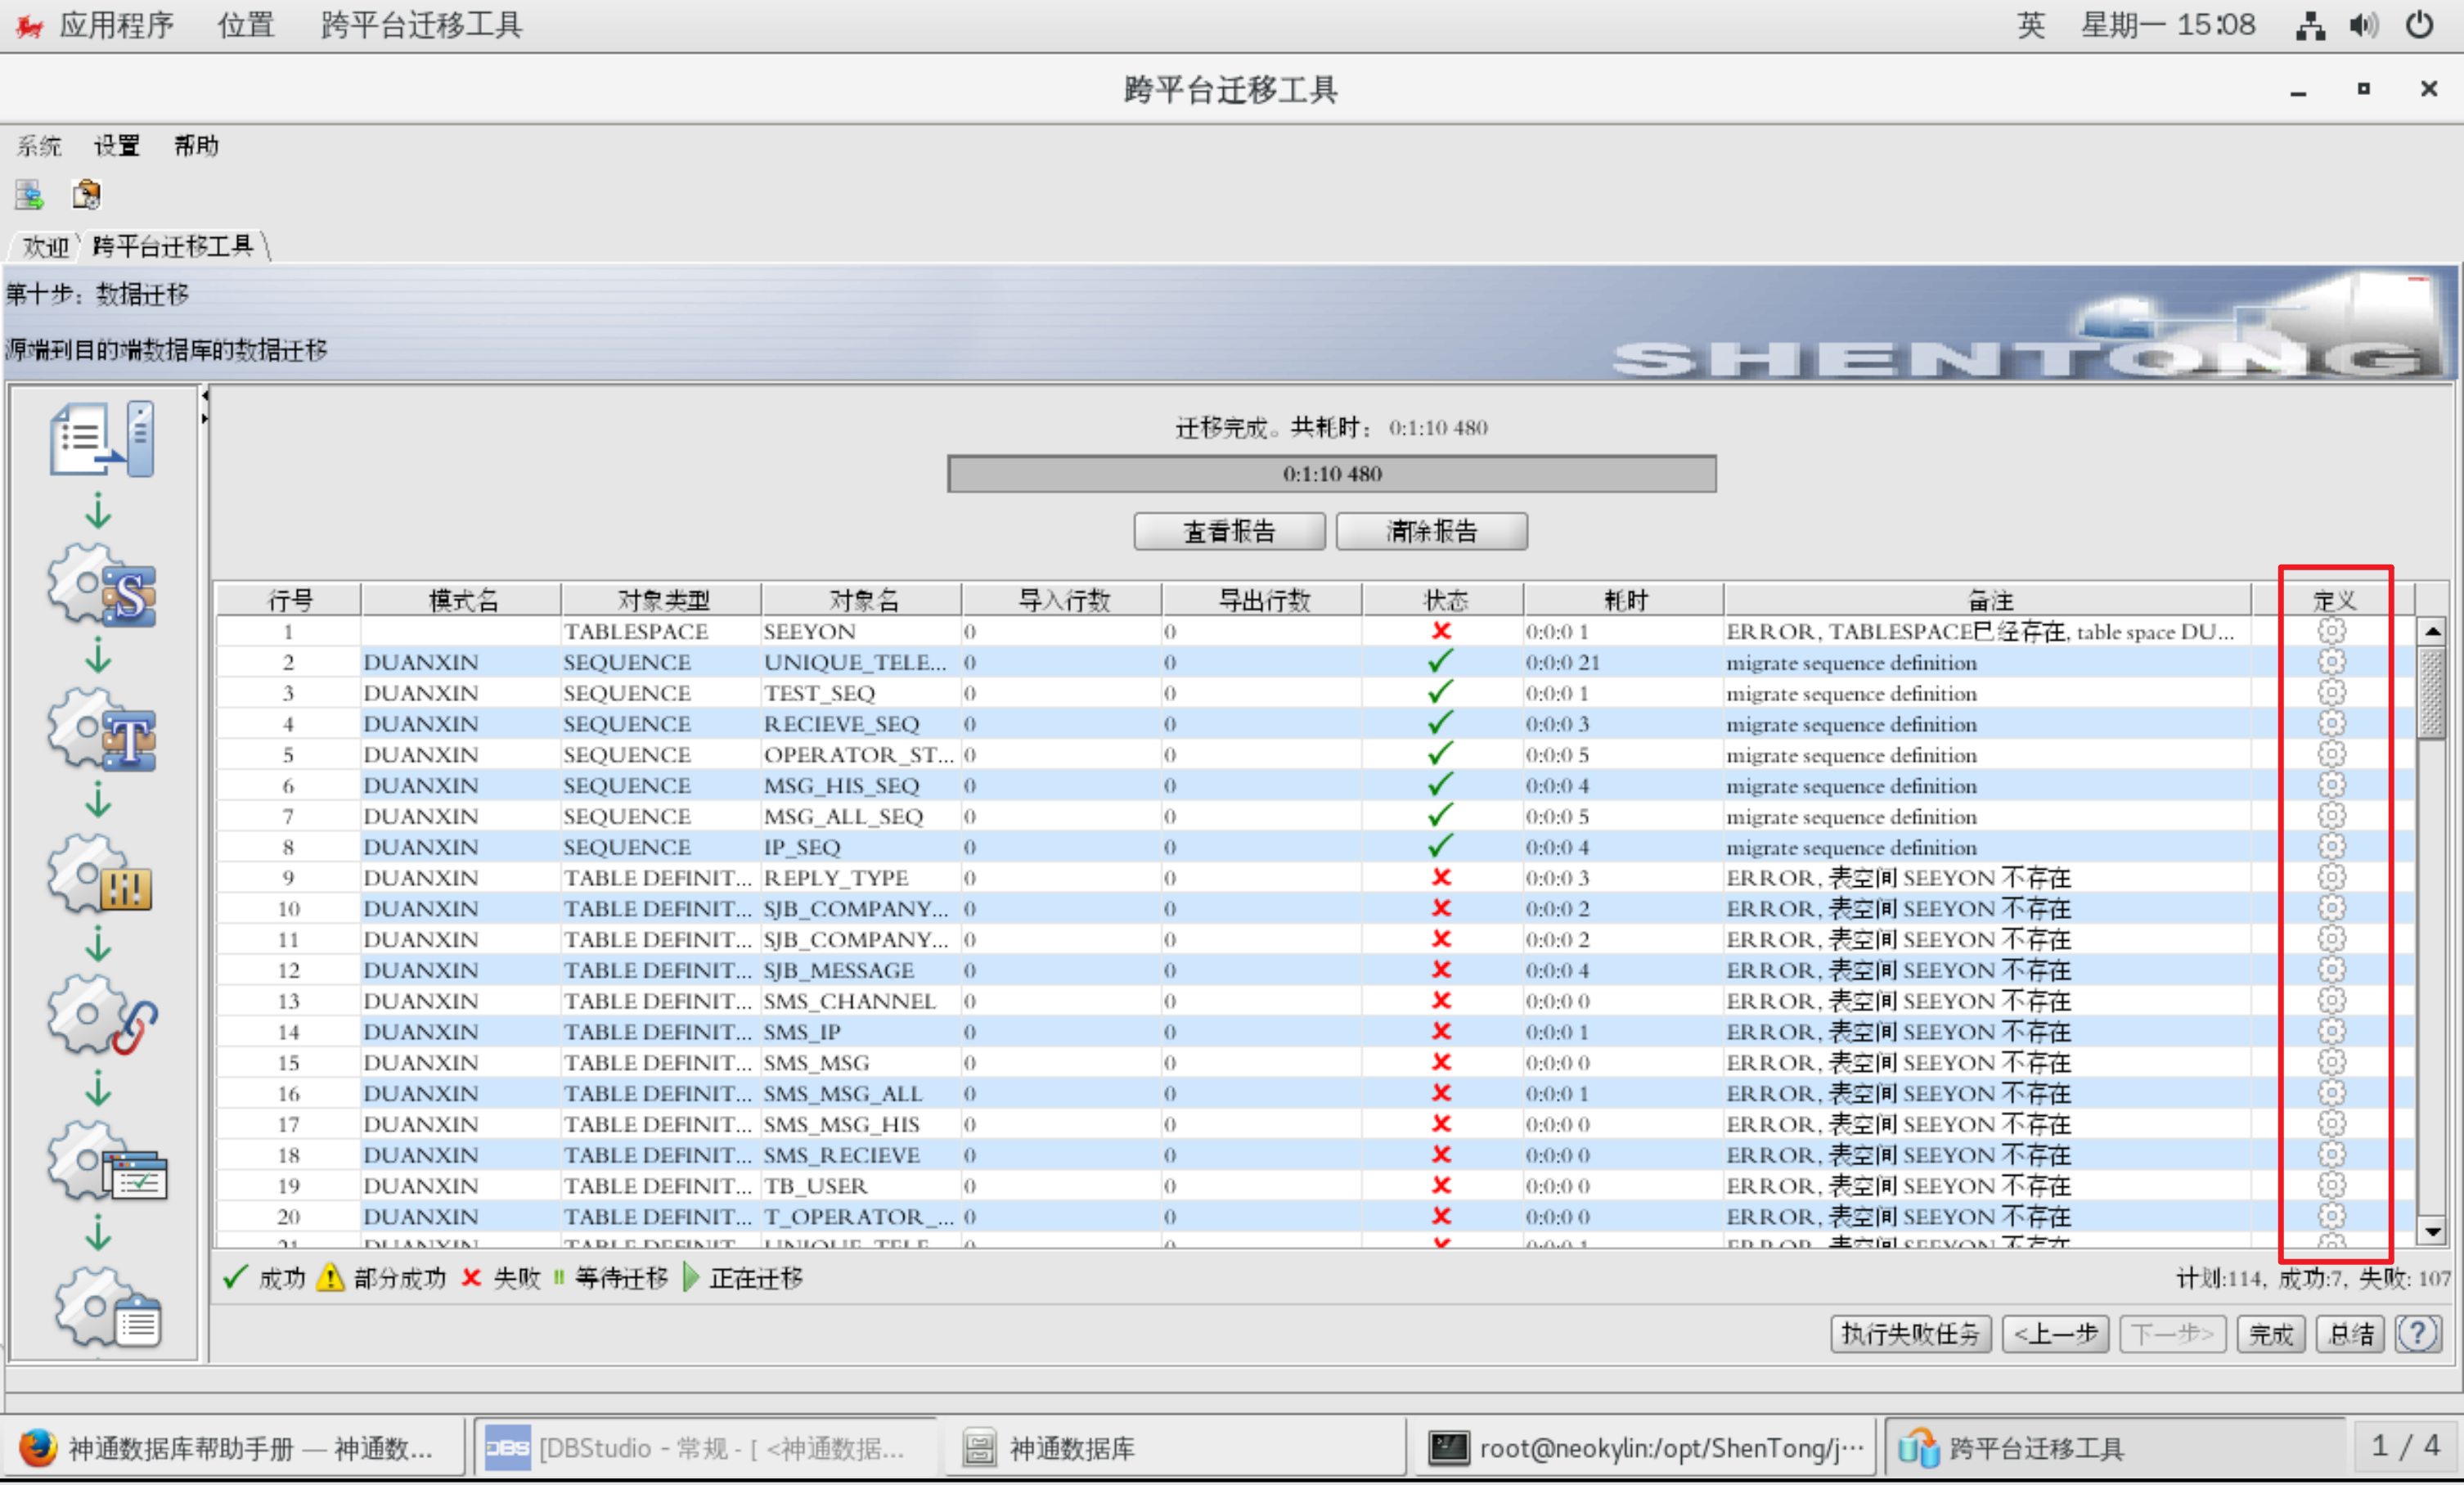 应用程序 位置 跨平台迁移工具 英 星期一 15:08
跨平台迁移工具
系统 设置 帮助
欢迎 跨平台迁移工具
第十步：数据迁移
源端到目的端数据库的数据迁移
SHENTONG
迁移完成。共耗时： 0:1:10 480
0:1:10 480
查看报告 清除报告
行号 模式名 对象类型 对象名 导入行数 导出行数 状态 耗时 备注 定义
1 TABLESPACE SEEYON 0 0 0:0:0 1 ERROR, TABLESPACE已经存在, table space DU...
2 DUANXIN SEQUENCE UNIQUE_TELE... 0 0 0:0:0 21 migrate sequence definition
3 DUANXIN SEQUENCE TEST_SEQ 0 0 0:0:0 1 migrate sequence definition
4 DUANXIN SEQUENCE RECIEVE_SEQ 0 0 0:0:0 3 migrate sequence definition
5 DUANXIN SEQUENCE OPERATOR_ST... 0 0 0:0:0 5 migrate sequence definition
6 DUANXIN SEQUENCE MSG_HIS_SEQ 0 0 0:0:0 4 migrate sequence definition
7 DUANXIN SEQUENCE MSG_ALL_SEQ 0 0 0:0:0 5 migrate sequence definition
8 DUANXIN SEQUENCE IP_SEQ 0 0 0:0:0 4 migrate sequence definition
9 DUANXIN TABLE DEFINIT... REPLY_TYPE 0 0 0:0:0 3 ERROR, 表空间 SEEYON 不存在
10 DUANXIN TABLE DEFINIT... SJB_COMPANY... 0 0 0:0:0 2 ERROR, 表空间 SEEYON 不存在
11 DUANXIN TABLE DEFINIT... SJB_COMPANY... 0 0 0:0:0 2 ERROR, 表空间 SEEYON 不存在
12 DUANXIN TABLE DEFINIT... SJB_MESSAGE 0 0 0:0:0 4 ERROR, 表空间 SEEYON 不存在
13 DUANXIN TABLE DEFINIT... SMS_CHANNEL 0 0 0:0:0 0 ERROR, 表空间 SEEYON 不存在
14 DUANXIN TABLE DEFINIT... SMS_IP 0 0 0:0:0 1 ERROR, 表空间 SEEYON 不存在
15 DUANXIN TABLE DEFINIT... SMS_MSG 0 0 0:0:0 0 ERROR, 表空间 SEEYON 不存在
16 DUANXIN TABLE DEFINIT... SMS_MSG_ALL 0 0 0:0:0 1 ERROR, 表空间 SEEYON 不存在
17 DUANXIN TABLE DEFINIT... SMS_MSG_HIS 0 0 0:0:0 0 ERROR, 表空间 SEEYON 不存在
18 DUANXIN TABLE DEFINIT... SMS_RECIEVE 0 0 0:0:0 0 ERROR, 表空间 SEEYON 不存在
19 DUANXIN TABLE DEFINIT... TB_USER 0 0 0:0:0 0 ERROR, 表空间 SEEYON 不存在
20 DUANXIN TABLE DEFINIT... T_OPERATOR_... 0 0 0:0:0 0 ERROR, 表空间 SEEYON 不存在
21 DUANXIN TABLE DEFINIT... UNIQUE_TELE... 0 0 0:0:0 1 ERROR, 表空间 SEEYON 不存在
成功 部分成功 失败 等待迁移 正在迁移 计划:114, 成功:7, 失败: 107
执行失败任务 <上一步 下一步> 完成 总结 ?
神通数据库帮助手册 — 神通数... DBS [DBStudio - 常规 - [ <神通数据... 神通数据库 root@neokylin:/opt/ShenTong/j··· 跨平台迁移工具 1 / 4